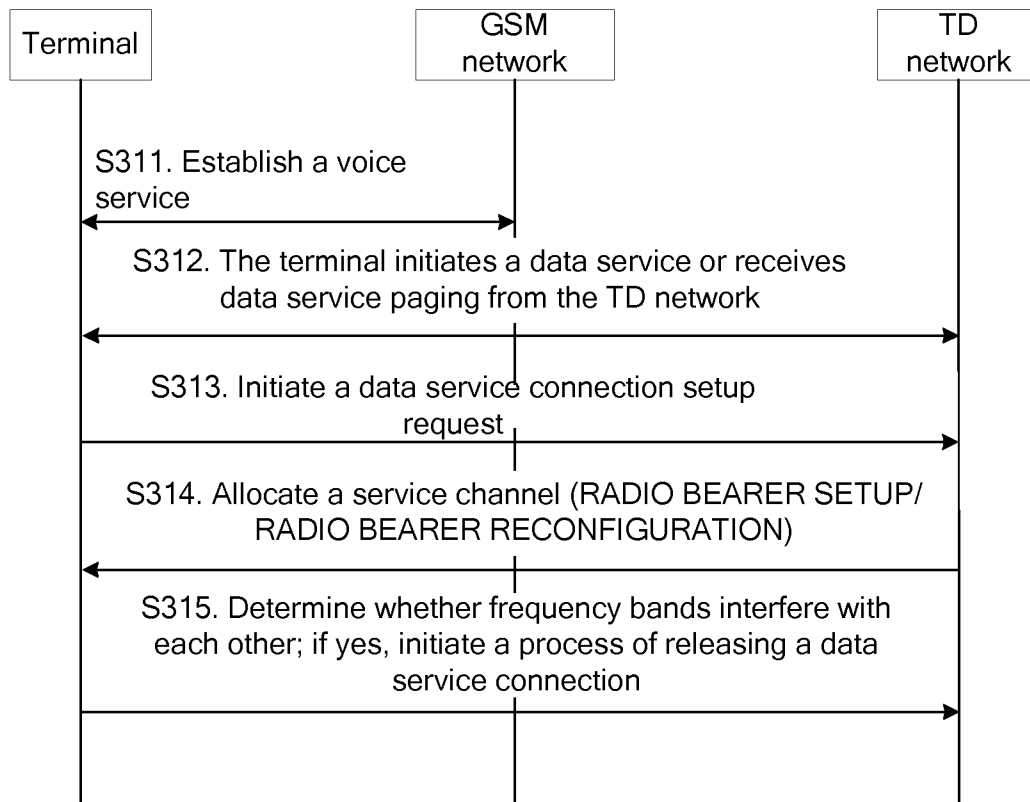 Terminal
GSM
network
TD
network
S311. Establish a voice
service
S312. The terminal initiates a data service or receives
data service paging from the TD network
S313. Initiate a data service connection setup
request
S314. Allocate a service channel (RADIO BEARER SETUP/
RADIO BEARER RECONFIGURATION)
S315. Determine whether frequency bands interfere with
each other; if yes, initiate a process of releasing a data
service connection